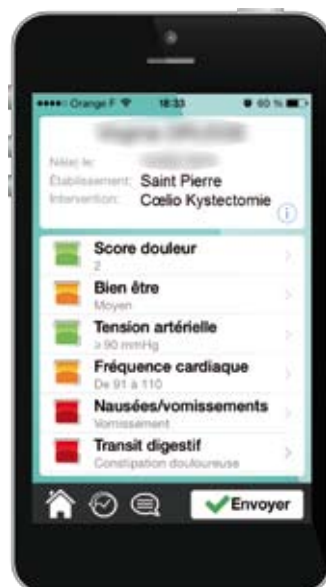 Orange F 18:33 60 %
Né(e) le:
Établissement: Saint Pierre
Intervention: Cœlio Kystectomie
Score douleur
2
Bien être
Moyen
Tension artérielle
≥ 90 mmHg
Fréquence cardiaque
De 91 à 110
Nausées/vomissements
Vomissement
Transit digestif
Constipation douloureuse
Envoyer